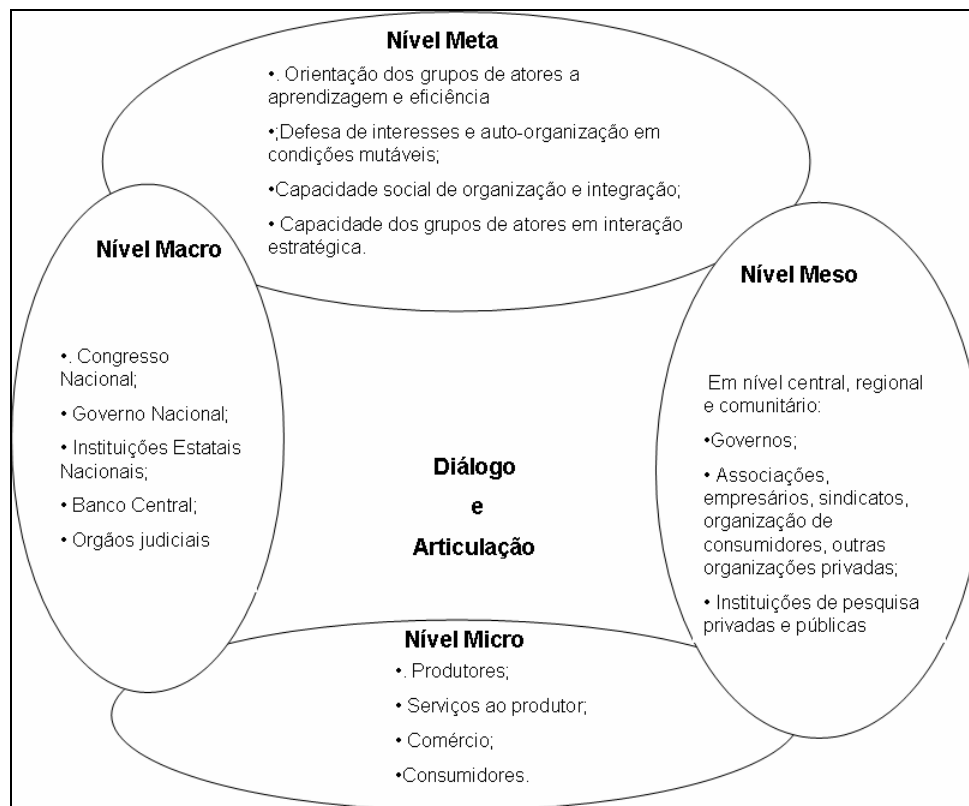 Nível Meta
•. Orientação dos grupos de atores a
aprendizagem e eficiência
•;Defesa de interesses e auto-organização em
condições mutáveis;
•Capacidade social de organização e integração;
• Capacidade dos grupos de atores em interação
estratégica.
Nível Macro
•. Congresso
Nacional;
• Governo Nacional;
• Instituições Estatais
Nacionais;
• Banco Central;
• Orgãos judiciais
Diálogo
e
Articulação
Nível Meso
Em nível central, regional
e comunitário:
•Governos;
• Associações,
empresários, sindicatos,
organização de
consumidores, outras
organizações privadas;
• Instituições de pesquisa
privadas e públicas
Nível Micro
•. Produtores;
• Serviços ao produtor;
• Comércio;
•Consumidores.